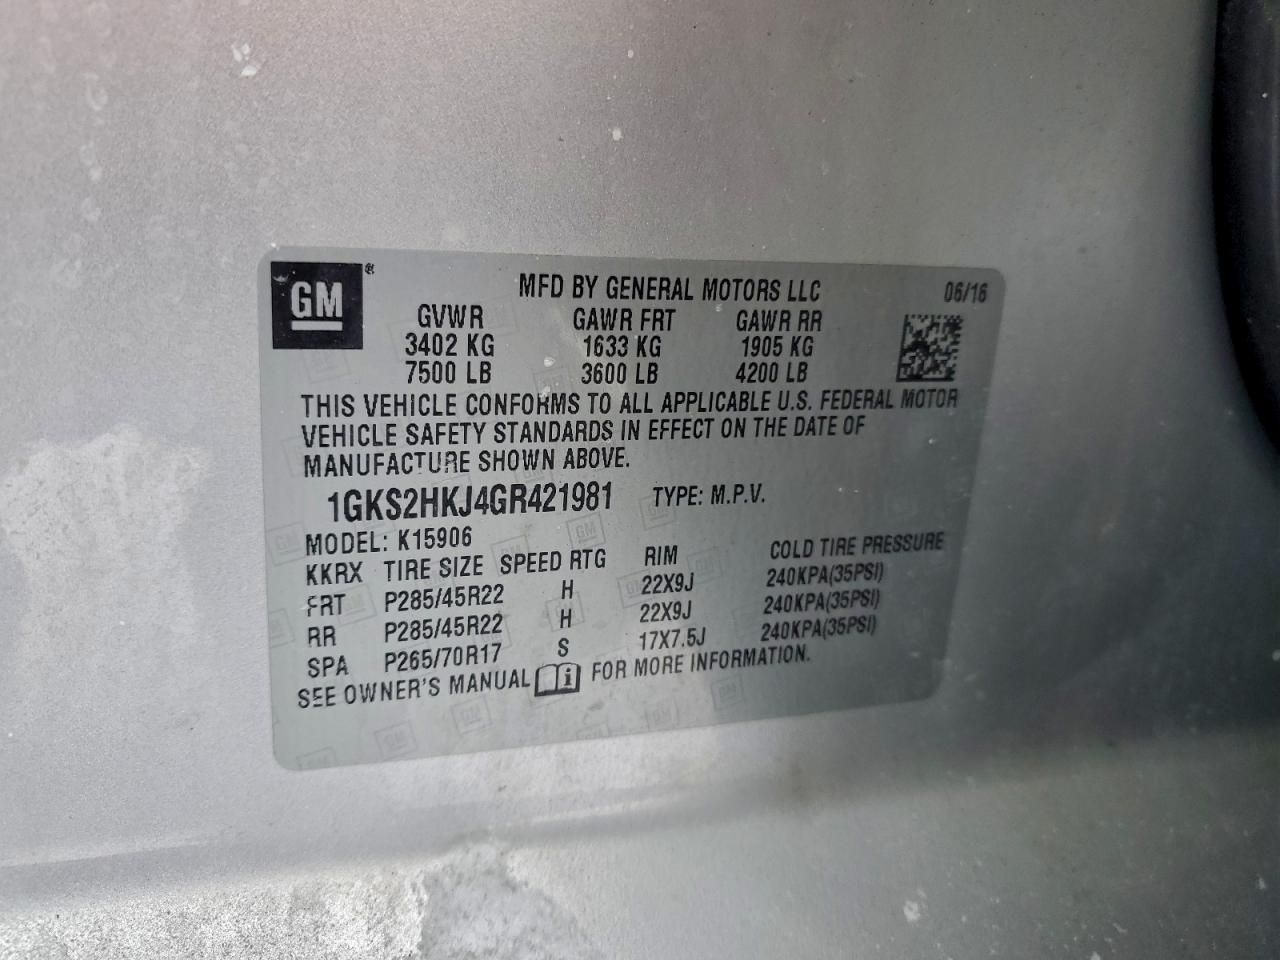 GM ®
MFD BY GENERAL MOTORS LLC 06/16
GVWR GAWR FRT GAWR RR
3402 KG 1633 KG 1905 KG
7500 LB 3600 LB 4200 LB
THIS VEHICLE CONFORMS TO ALL APPLICABLE U.S. FEDERAL MOTOR
VEHICLE SAFETY STANDARDS IN EFFECT ON THE DATE OF
MANUFACTURE SHOWN ABOVE.
1GKS2HKJ4GR421981 TYPE: M.P.V.
MODEL: K15906
KKRX TIRE SIZE SPEED RTG RIM COLD TIRE PRESSURE
FRT P285/45R22 H 22X9J 240KPA(35PSI)
RR P285/45R22 H 22X9J 240KPA(35PSI)
SPA P265/70R17 S 17X7.5J 240KPA(35PSI)
SEE OWNER'S MANUAL i FOR MORE INFORMATION.